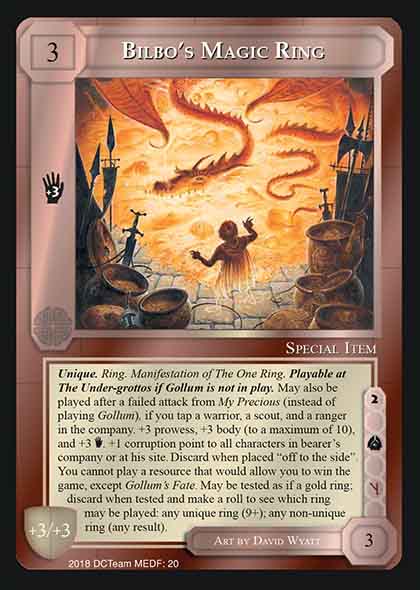 3
BILBO'S MAGIC RING
+3
SPECIAL ITEM
Unique. Ring. Manifestation of The One Ring. Playable at
The Under-grottos if Gollum is not in play. May also be
played after a failed attack from My Precious (instead of
playing Gollum), if you tap a warrior, a scout, and a ranger
in the company. +3 prowess, +3 body (to a maximum of 10),
and +3 . +1 corruption point to all characters in bearer's
company or at his site. Discard when placed "off to the side".
You cannot play a resource that would allow you to win the
game, except Gollum's Fate. May be tested as if a gold ring:
discard when tested and make a roll to see which ring
may be played: any unique ring (9+); any non-unique
ring (any result).
2
+3/+3
ART BY DAVID WYATT
3
2018 DCTeam MEDF: 20